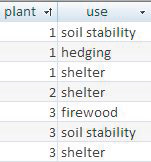 plant use
1 soil stability
1 hedging
1 shelter
2 shelter
3 firewood
3 soil stability
3 shelter